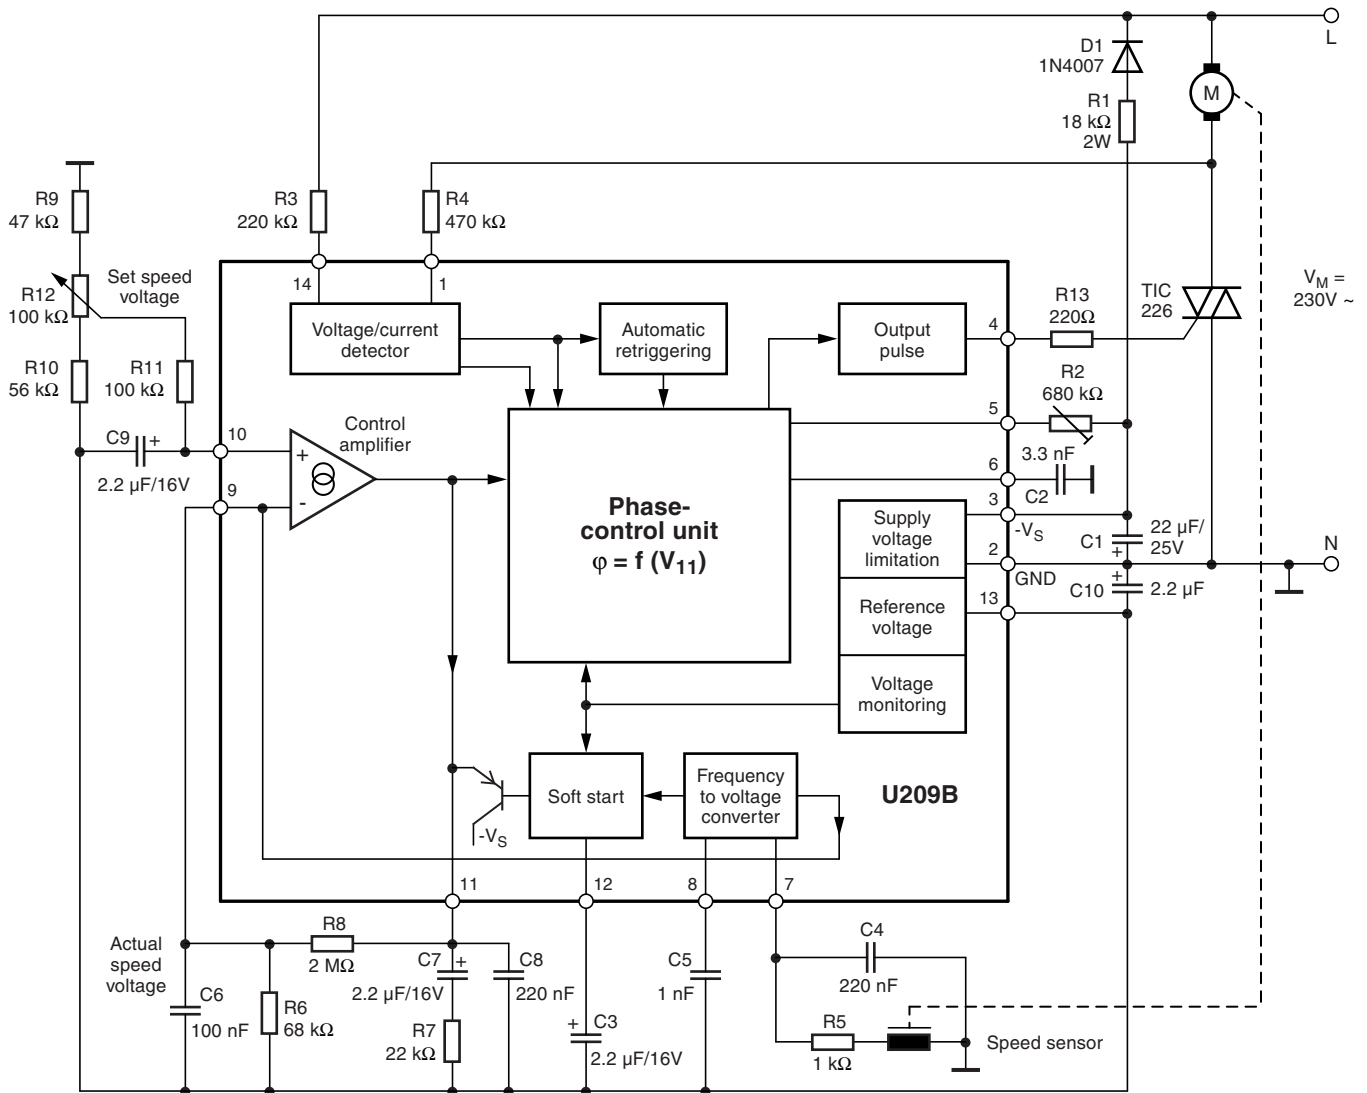 L
D1
1N4007
R1
18 kΩ
2W
M
R9
47 kΩ
R3
220 kΩ
R4
470 kΩ
Set speed
voltage
R12
100 kΩ
R10
56 kΩ
R11
100 kΩ
C9
+
2.2 µF/16V
14
1
Voltage/current
detector
Automatic
retriggering
Output
pulse
4
R13
220Ω
TIC
226
V_M =
230V ~
R2
680 kΩ
5
6
3.3 nF
C2
10
9
Control
amplifier
+
-
Phase-
control unit
φ = f (V_11)
Supply
voltage
limitation
Reference
voltage
Voltage
monitoring
3
-V_S
2
GND
13
C1
22 µF/
25V
+
+
C10
2.2 µF
N
Soft start
Frequency
to voltage
converter
U209B
-V_S
11
12
8
7
Actual
speed
voltage
R8
2 MΩ
C6
100 nF
R6
68 kΩ
C7
+
2.2 µF/16V
R7
22 kΩ
C8
220 nF
+
C3
2.2 µF/16V
C5
1 nF
C4
220 nF
R5
1 kΩ
Speed sensor